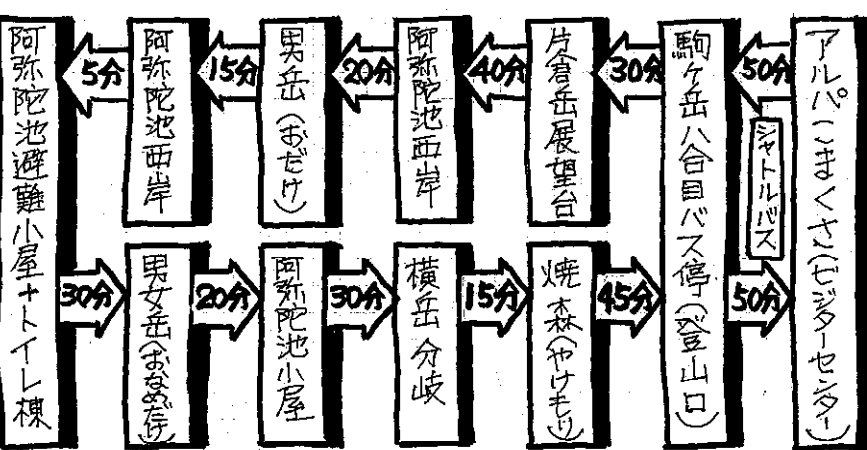 アルパこまくさ(ビジターセンター)
50分
シャトルバス
駒ヶ岳八合目バス停(登山口)
30分
片倉岳展望台
40分
阿弥陀池西岸
20分
男岳(おだけ)
15分
阿弥陀池西岸
5分
阿弥陀池避難小屋+トイレ棟
30分
男女岳(おなめだけ)
20分
阿弥陀池小屋
30分
横岳分岐
15分
焼森(やけもり)
45分
50分